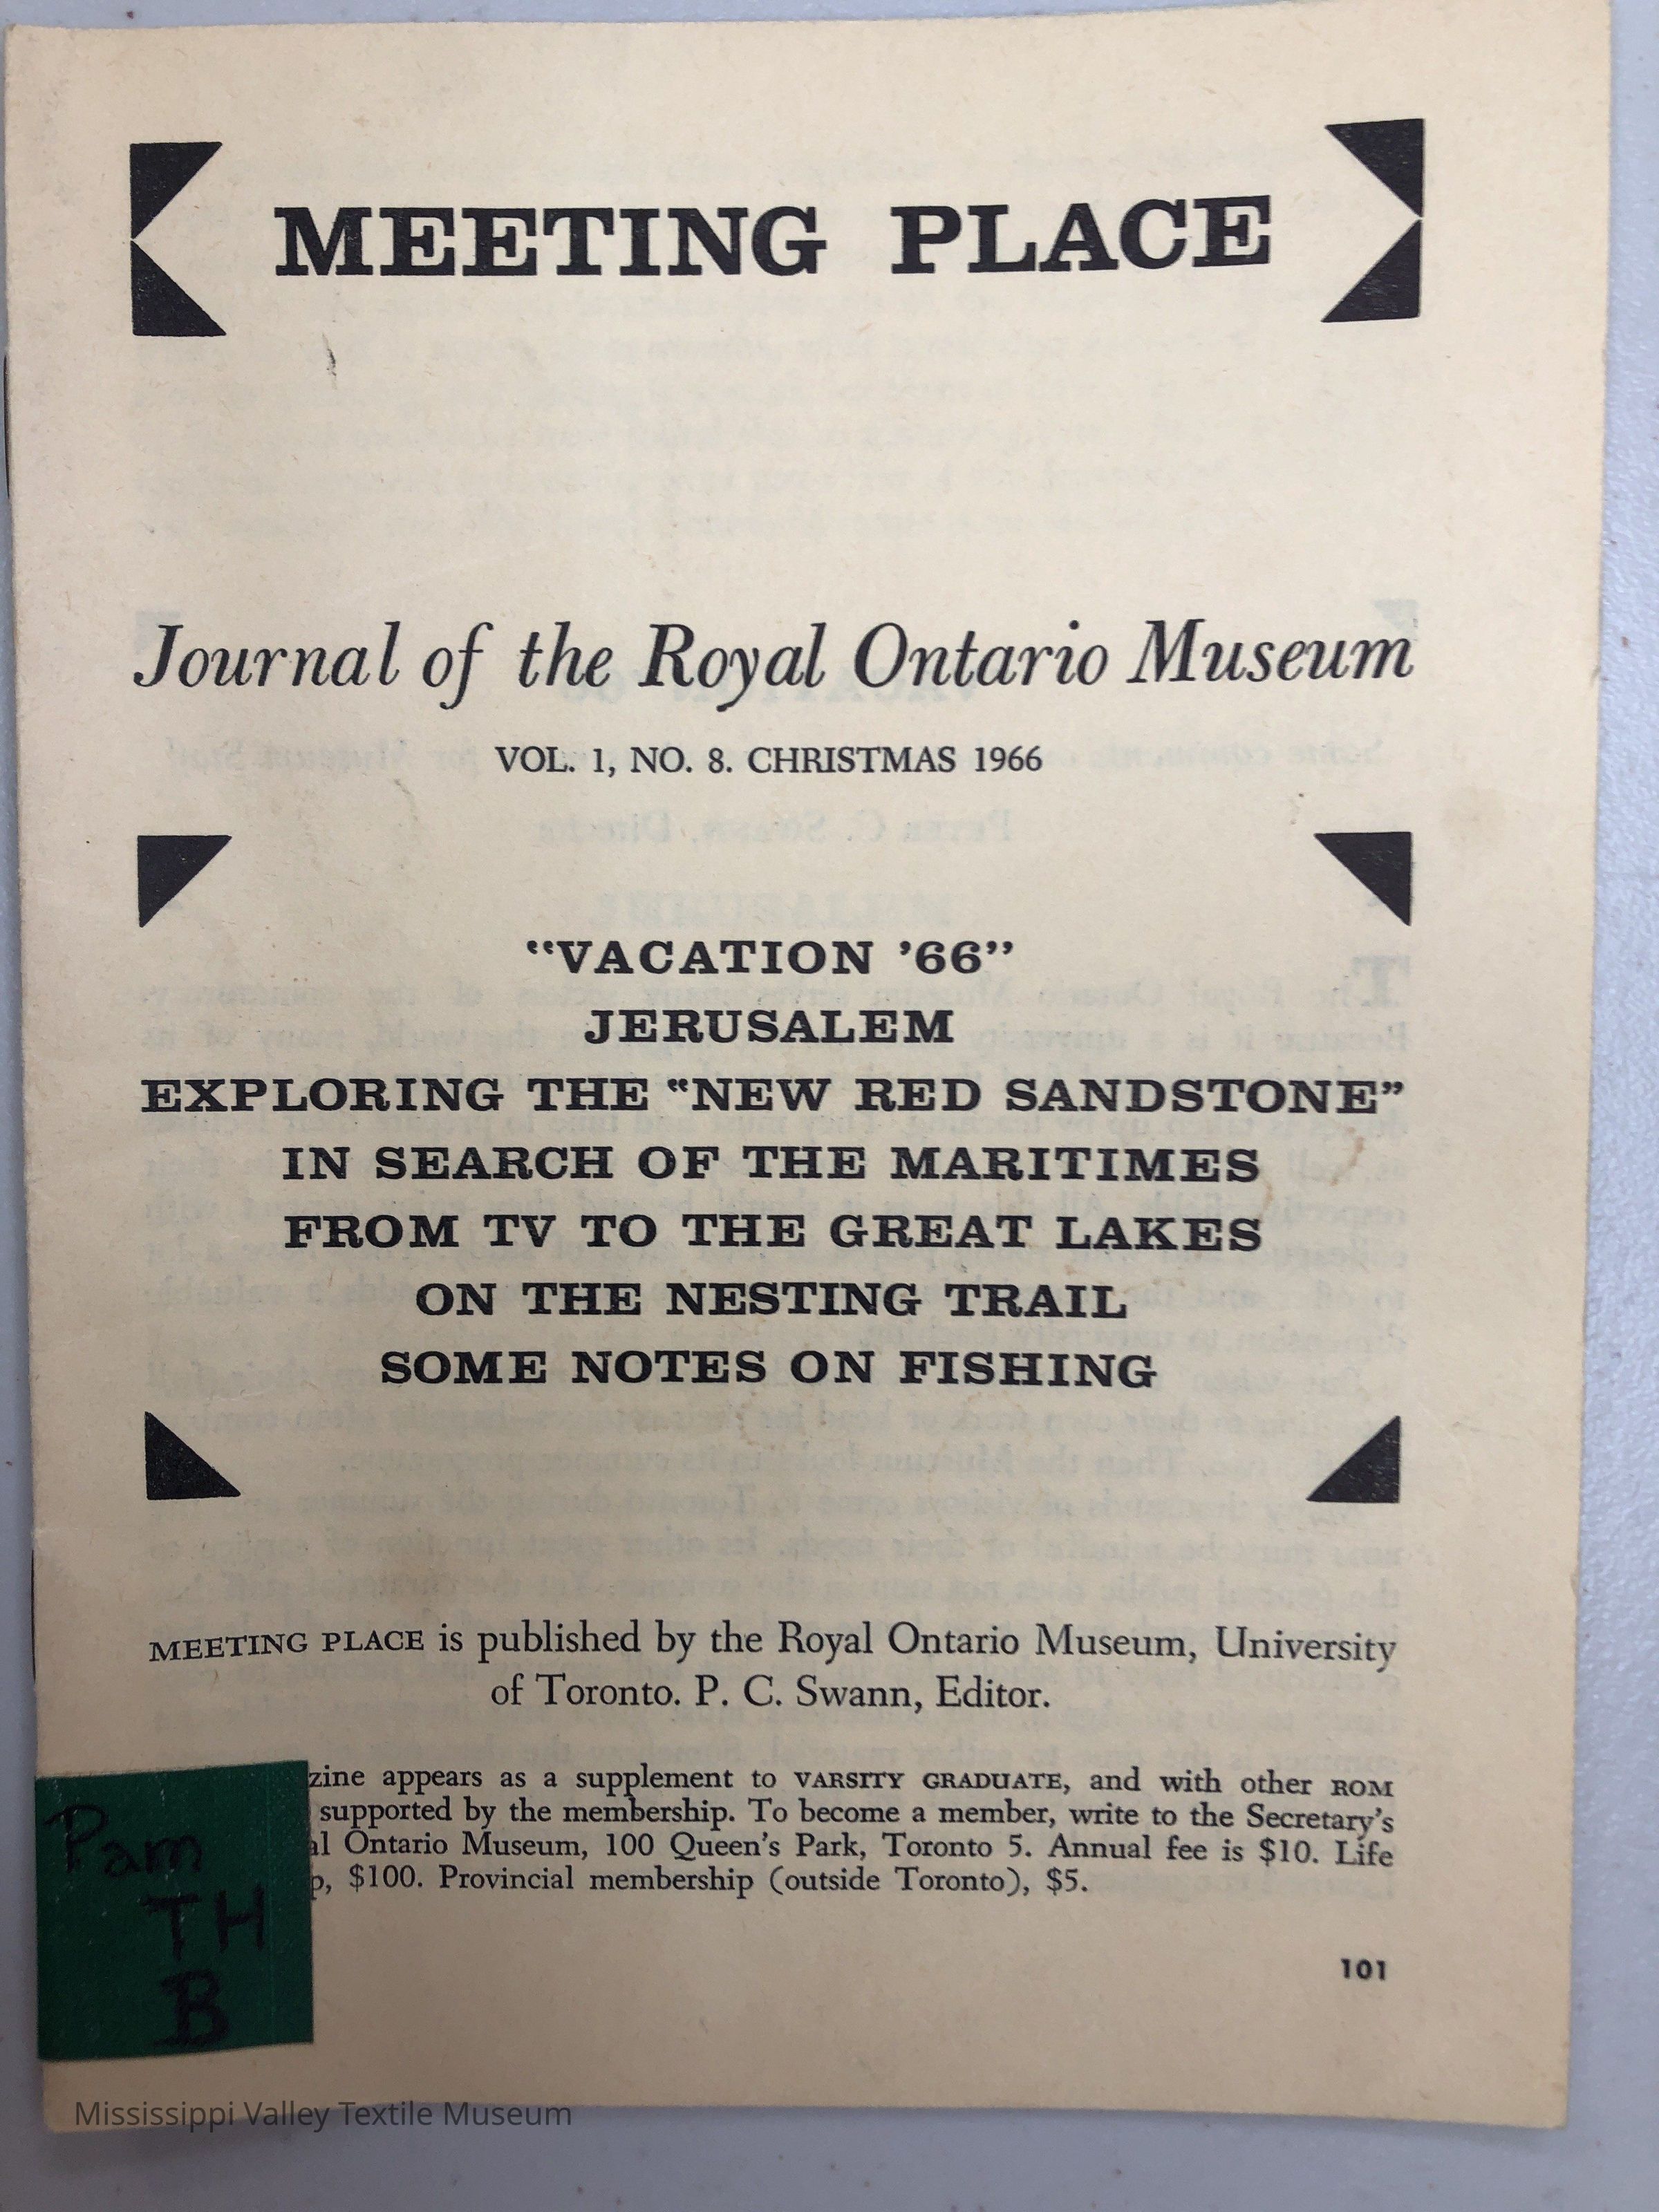 MEETING PLACE
Journal of the Royal Ontario Museum
VOL. 1, NO. 8. CHRISTMAS 1966
"VACATION '66"
JERUSALEM
EXPLORING THE "NEW RED SANDSTONE"
IN SEARCH OF THE MARITIMES
FROM TV TO THE GREAT LAKES
ON THE NESTING TRAIL
SOME NOTES ON FISHING
MEETING PLACE is published by the Royal Ontario Museum, University
of Toronto. P. C. Swann, Editor.
zine appears as a supplement to VARSITY GRADUATE, and with other ROM
supported by the membership. To become a member, write to the Secretary's
al Ontario Museum, 100 Queen's Park, Toronto 5. Annual fee is $10. Life
p, $100. Provincial membership (outside Toronto), $5.
Pam
TH
B
101
Mississippi Valley Textile Museum